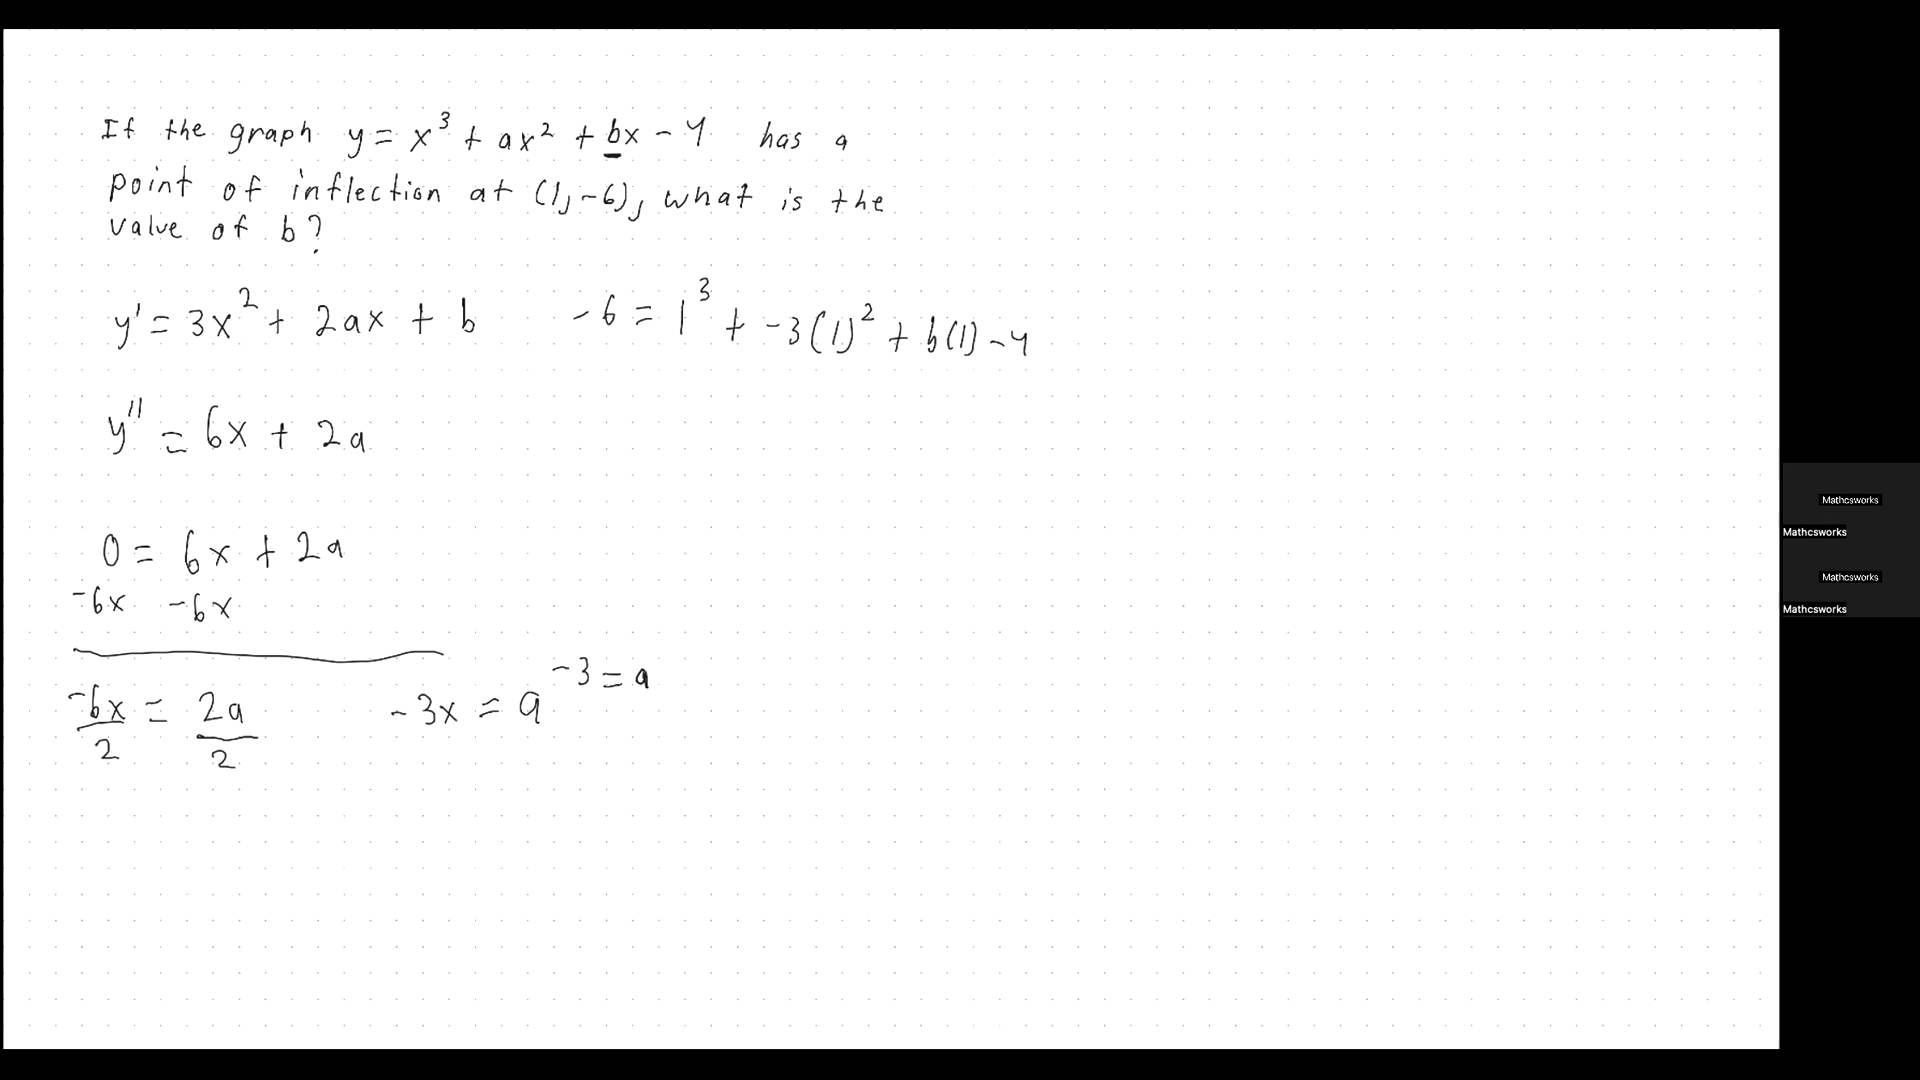 If the graph y = x³ + ax² + bx - 4 has a
point of inflection at (1, -6), what is the
value of b?
y' = 3x² + 2ax + b
-6 = 1³ + -3(1)² + b(1) - 4
y'' = 6x + 2a
0 = 6x + 2a
-6x -6x
-6x/2 = 2a/2
-3x = a
-3 = a
Mathcsworks
Mathcsworks
Mathcsworks
Mathcsworks